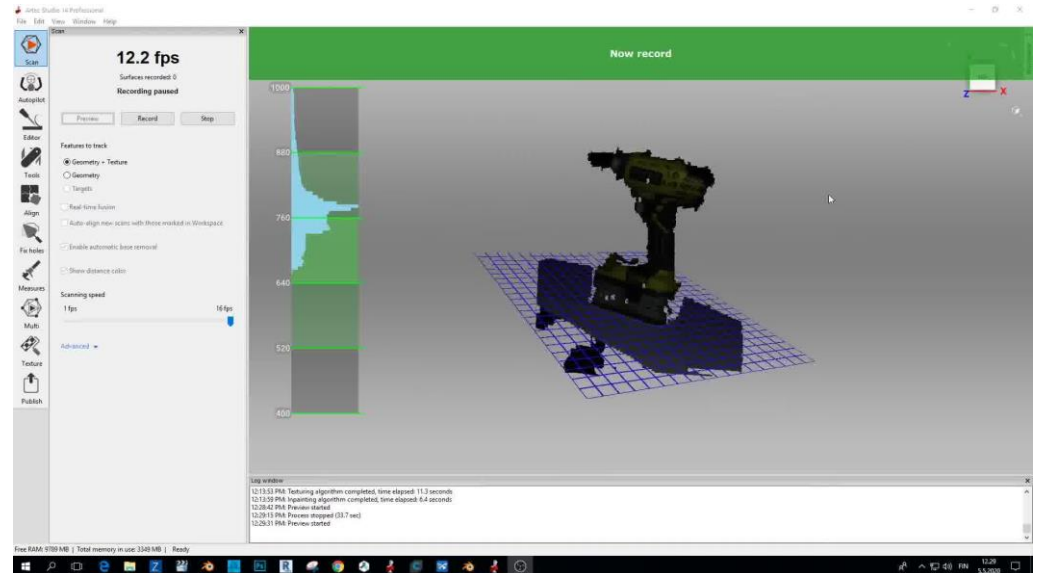 Artec Studio 14 Professional
File Edit View Window Help
Scan
x
Scan
Autopilot
Editor
Tools
Align
Fix holes
Measures
Multi
Texture
Publish
12.2 fps
Surfaces recorded: 0
Recording paused
Preview Record Stop
Features to track
Geometry + Texture
Geometry
Targets
Real-time fusion
Auto-align new scans with those marked in Workspace
Enable automatic base removal
Show distance color
Scanning speed
1 fps 16 fps
Advanced
Now record
Z X
1000
880
760
640
520
400
Log window
x
12:13:53 PM: Texturing algorithm completed, time elapsed: 11.3 seconds
12:13:59 PM: Inpainting algorithm completed, time elapsed: 6.4 seconds
12:28:42 PM: Preview started
12:29:15 PM: Process stopped (33.7 sec)
12:29:31 PM: Preview started
Free RAM: 9789 MB | Total memory in use: 3349 MB | Ready
FIN
12.29
5.5.2020